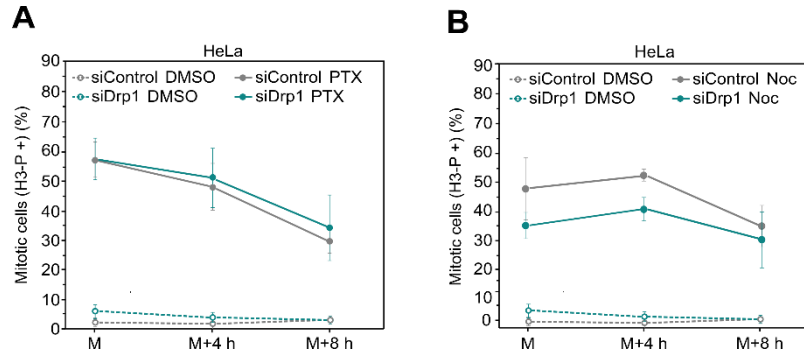 A
HeLa
siControl DMSO siControl PTX
siDrp1 DMSO siDrp1 PTX
Mitotic cells (H3-P +) (%)
90
80
70
60
50
40
30
20
10
0
M M+4 h M+8 h
B
HeLa
siControl DMSO siControl Noc
siDrp1 DMSO siDrp1 Noc
Mitotic cells (H3-P +) (%)
90
80
70
60
50
40
30
20
10
0
M M+4 h M+8 h